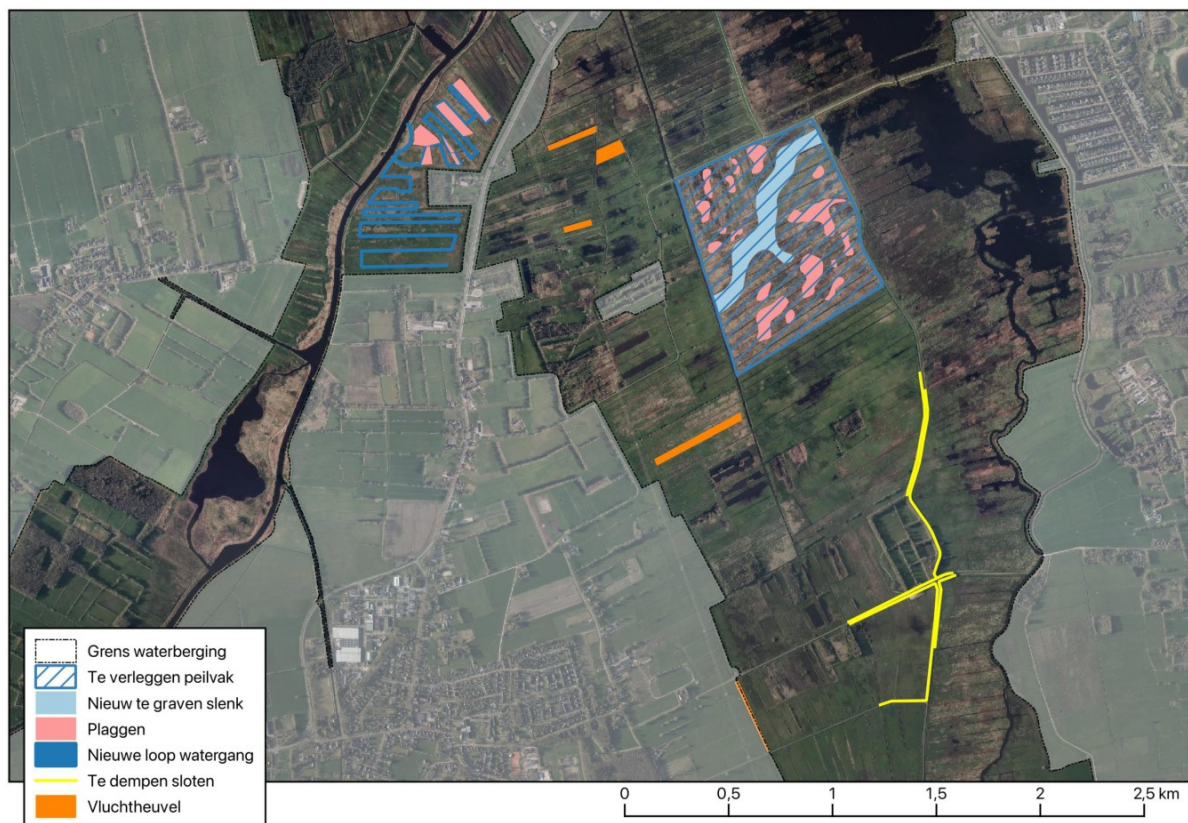 Grens waterberging
Te verleggen peilvak
Nieuw te graven slenk
Plaggen
Nieuwe loop watergang
Te dempen sloten
Vluchtheuvel
0 0,5 1 1,5 2 2,5 km